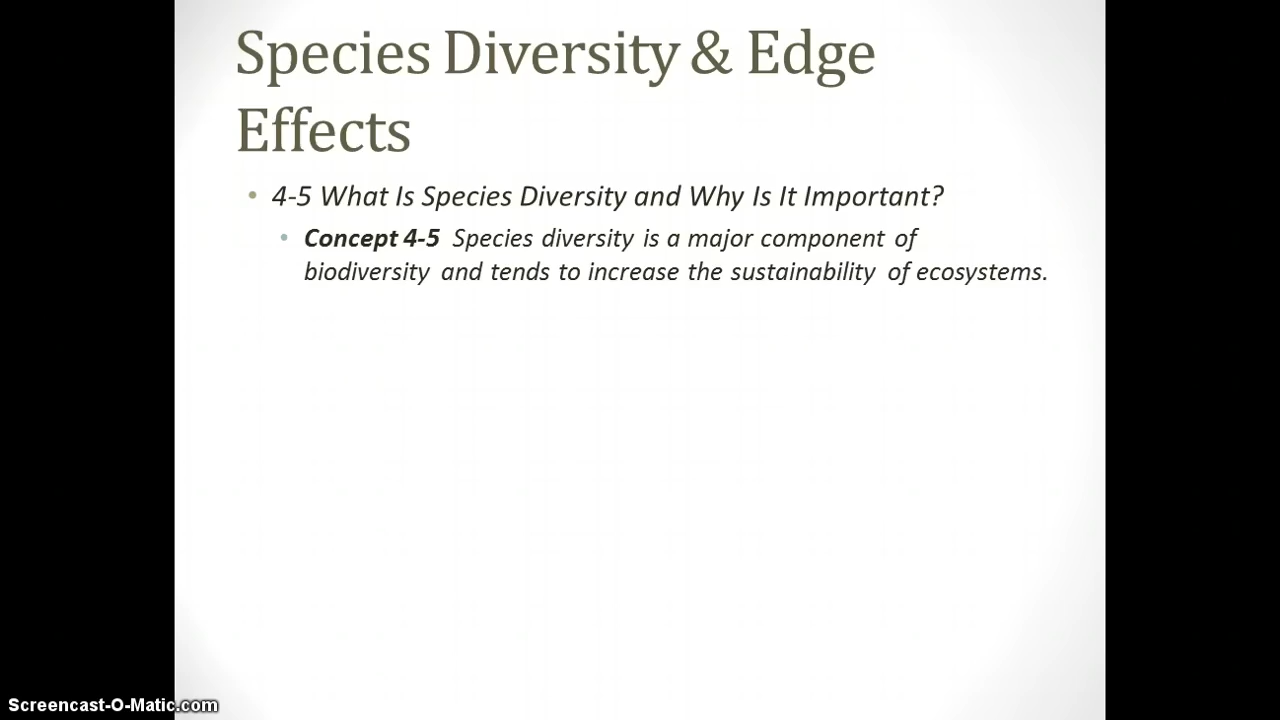 Species Diversity & Edge
Effects
• 4-5 What Is Species Diversity and Why Is It Important?
• Concept 4-5 Species diversity is a major component of
biodiversity and tends to increase the sustainability of ecosystems.
Screencast-O-Matic.com